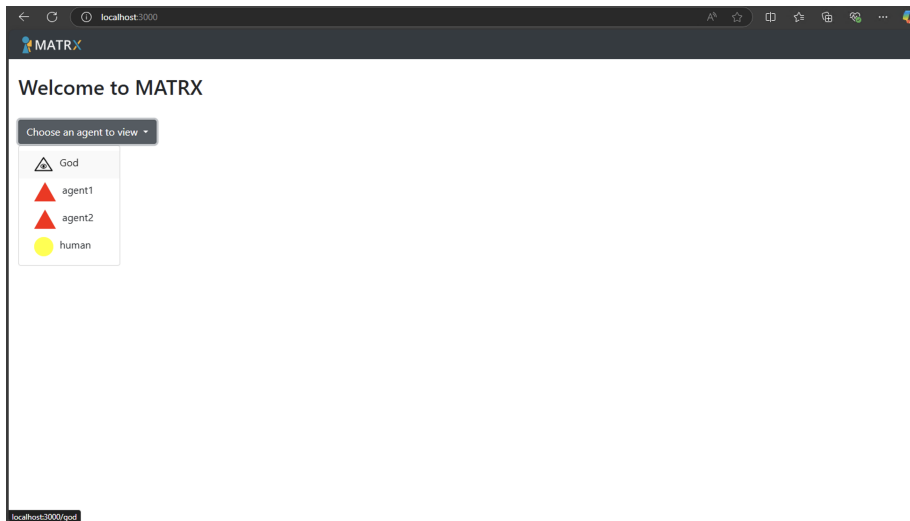 localhost:3000
MATRX
Welcome to MATRX
Choose an agent to view
God
agent1
agent2
human
localhost:3000/god